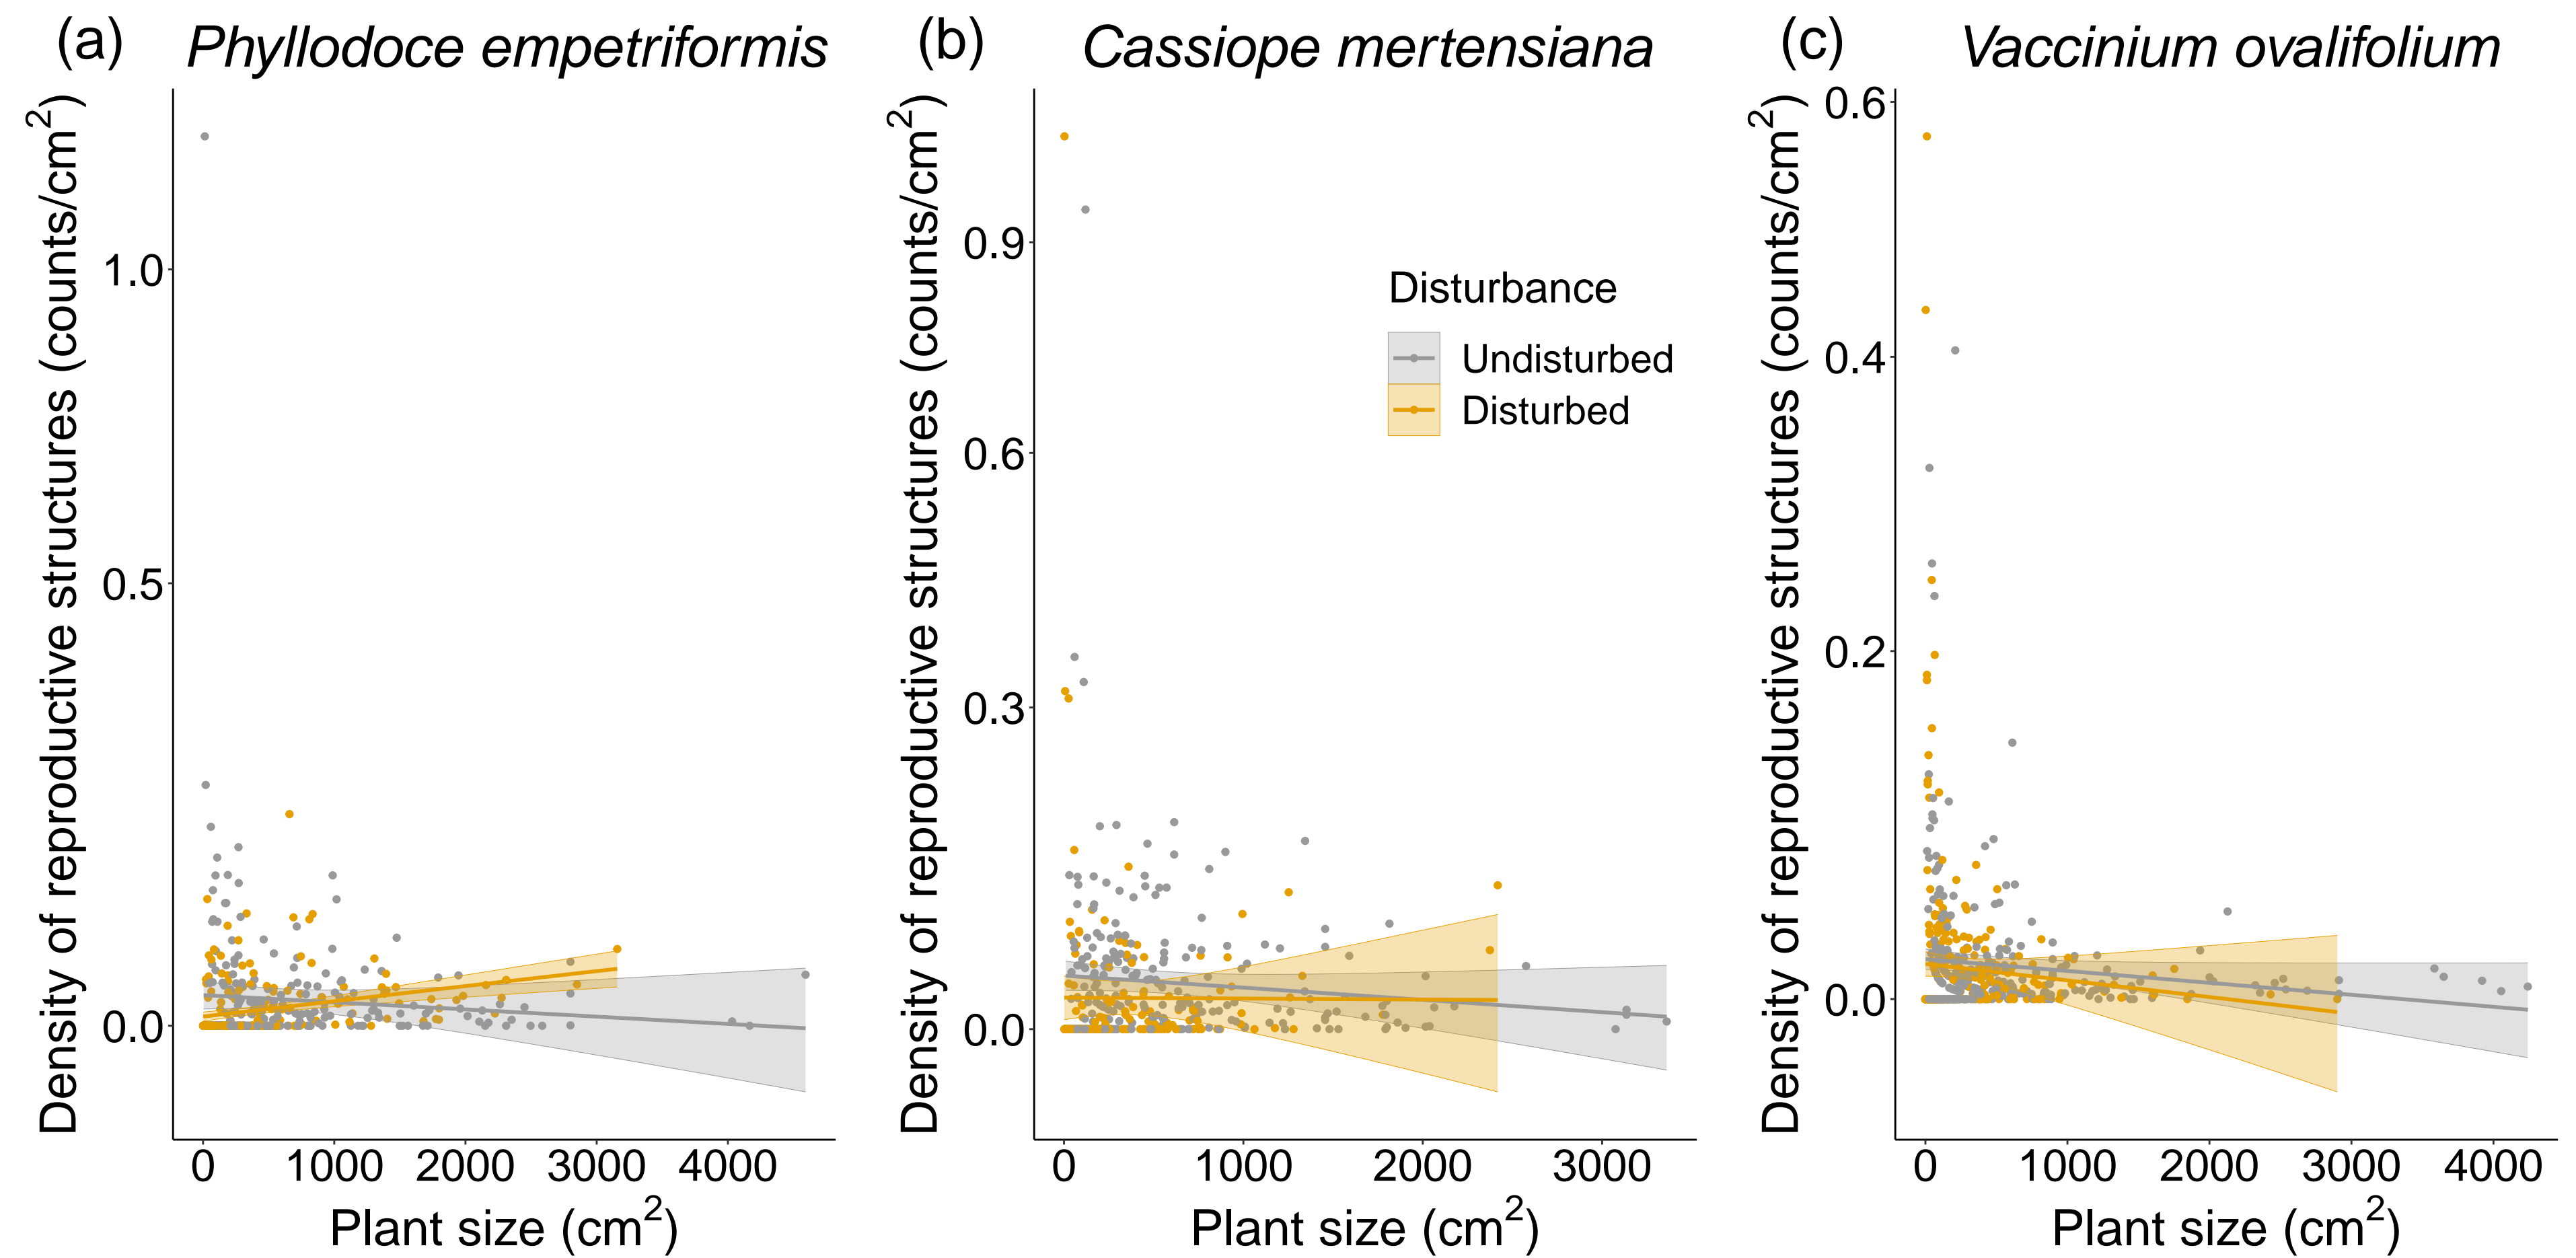 (a) Phyllodoce empetriformis
Density of reproductive structures (counts/cm²)
1.0
0.5
0.0
0 1000 2000 3000 4000
Plant size (cm²)
(b) Cassiope mertensiana
Density of reproductive structures (counts/cm²)
0.9
0.6
0.3
0.0
Disturbance
Undisturbed
Disturbed
0 1000 2000 3000
Plant size (cm²)
(c) Vaccinium ovalifolium
Density of reproductive structures (counts/cm²)
0.6
0.4
0.2
0.0
0 1000 2000 3000 4000
Plant size (cm²)